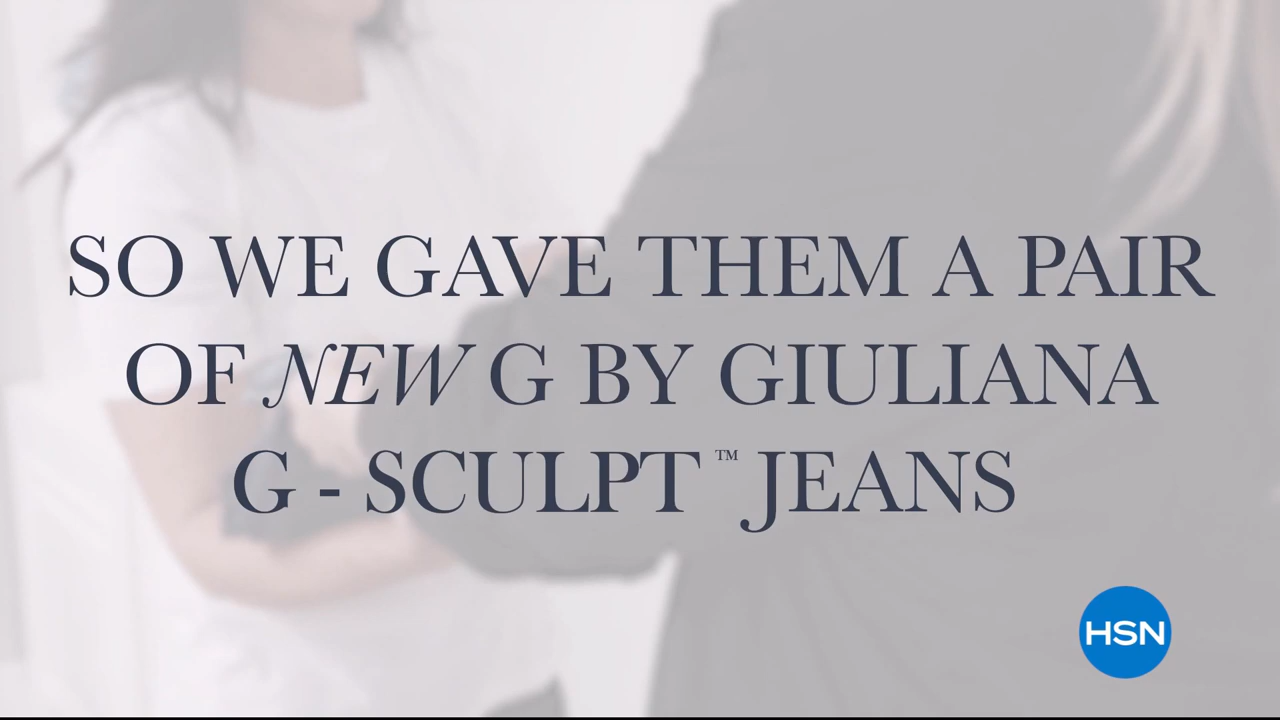 SO WE GAVE THEM A PAIR
OF NEW G BY GIULIANA
G - SCULPT™ JEANS
HSN